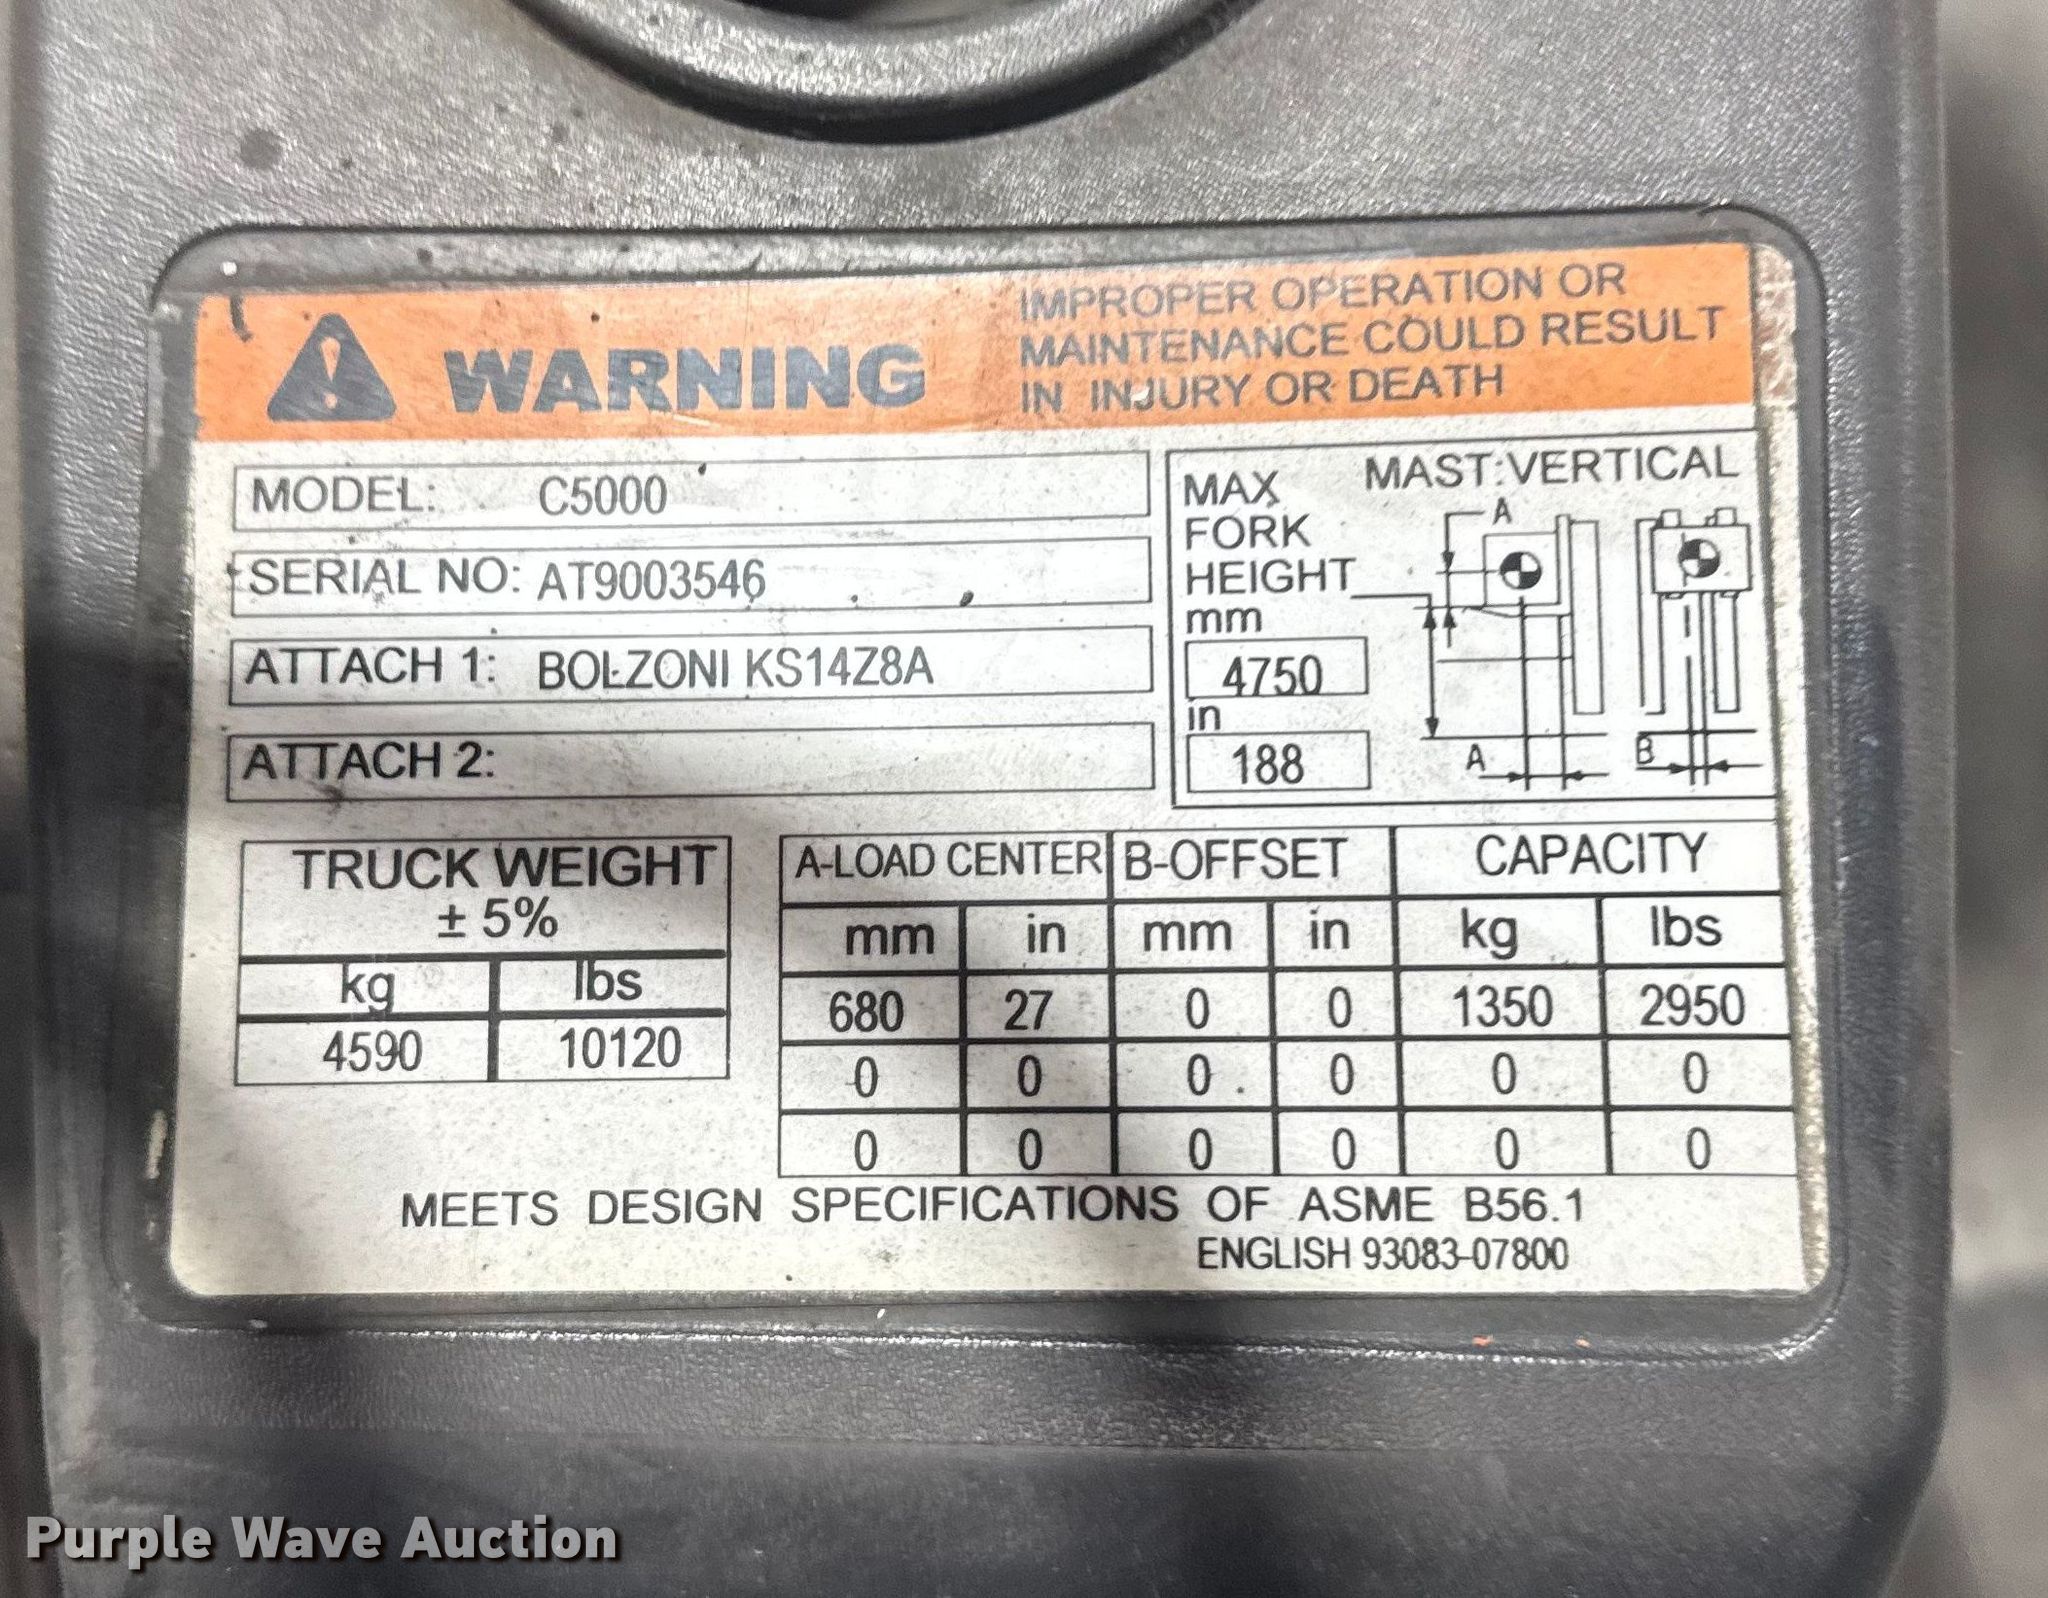 WARNING
IMPROPER OPERATION OR
MAINTENANCE COULD RESULT
IN INJURY OR DEATH
MODEL: C5000
SERIAL NO: AT9003546
ATTACH 1: BOLZONI KS14Z8A
ATTACH 2:
MAST:VERTICAL
MAX
FORK
HEIGHT
mm
4750
in
188
A
A
B
TRUCK WEIGHT
± 5%
kg lbs
4590 10120
A-LOAD CENTER B-OFFSET CAPACITY
mm in mm in kg lbs
680 27 0 0 1350 2950
0 0 0 0 0 0
0 0 0 0 0 0
MEETS DESIGN SPECIFICATIONS OF ASME B56.1
ENGLISH 93083-07800
Purple Wave Auction